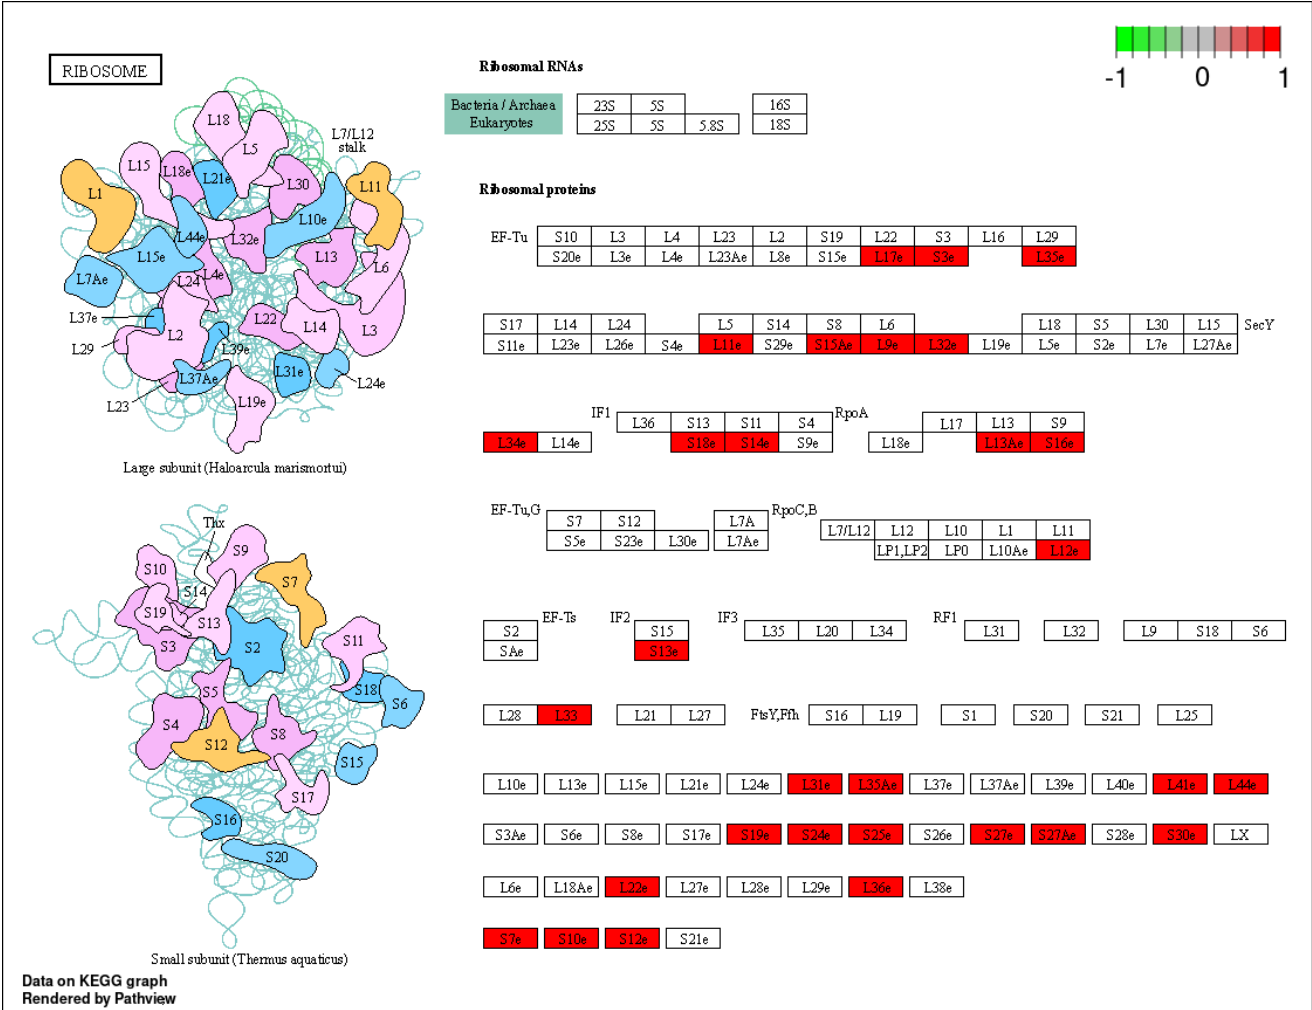 RIBOSOME
-1 0 1
Ribosomal RNAs
Bacteria / Archaea 23S 5S 16S
Eukaryotes 25S 5S 5.8S 18S
Ribosomal proteins
EF-Tu S10 L3 L4 L23 L2 S19 L22 S3 L16 L29
S20e L3e L4e L23Ae L8e S15e L17e S3e L35e
S17 L14 L24 L5 S14 S8 L6 L18 S5 L30 L15 SecY
S11e L23e L26e S4e L11e S29e S15Ae L9e L32e L19e L5e S2e L7e L27Ae
IF1 L36 S13 S11 S4 RpoA L17 L13 S9
L34e L14e S18e S14e S9e L18e L13Ae S16e
EF-Tu,G S7 S12 L7A RpoC,B L7/L12 L12 L10 L1 L11
S5e S23e L30e L7Ae LP1,LP2 LP0 L10Ae L12e
S2 EF-Ts IF2 S15 IF3 L35 L20 L34 RF1 L31 L32 L9 S18 S6
SAe S13e
L28 L33 L21 L27 FtsY,Ffh S16 L19 S1 S20 S21 L25
L10e L13e L15e L21e L24e L31e L35Ae L37e L37Ae L39e L40e L41e L44e
S3Ae S6e S8e S17e S19e S24e S25e S26e S27e S27Ae S28e S30e LX
L6e L18Ae L22e L27e L28e L29e L36e L38e
S7e S10e S12e S21e
L18
L5
L7/L12
stalk
L15
L18e
L21e
L30
L11
L1
L10e
L44e
L32e
L15e
L13
L6
L7Ae
L24
L4e
L37e
L2
L22
L14
L3
L29
L39e
L37Ae
L31e
L24e
L23
L19e
Large subunit (Haloarcula marismortui)
Thx
S9
S10
S7
S14
S19
S13
S11
S3
S2
S5
S18
S6
S4
S12
S8
S15
S17
S16
S20
Small subunit (Thermus aquaticus)
Data on KEGG graph
Rendered by Pathview